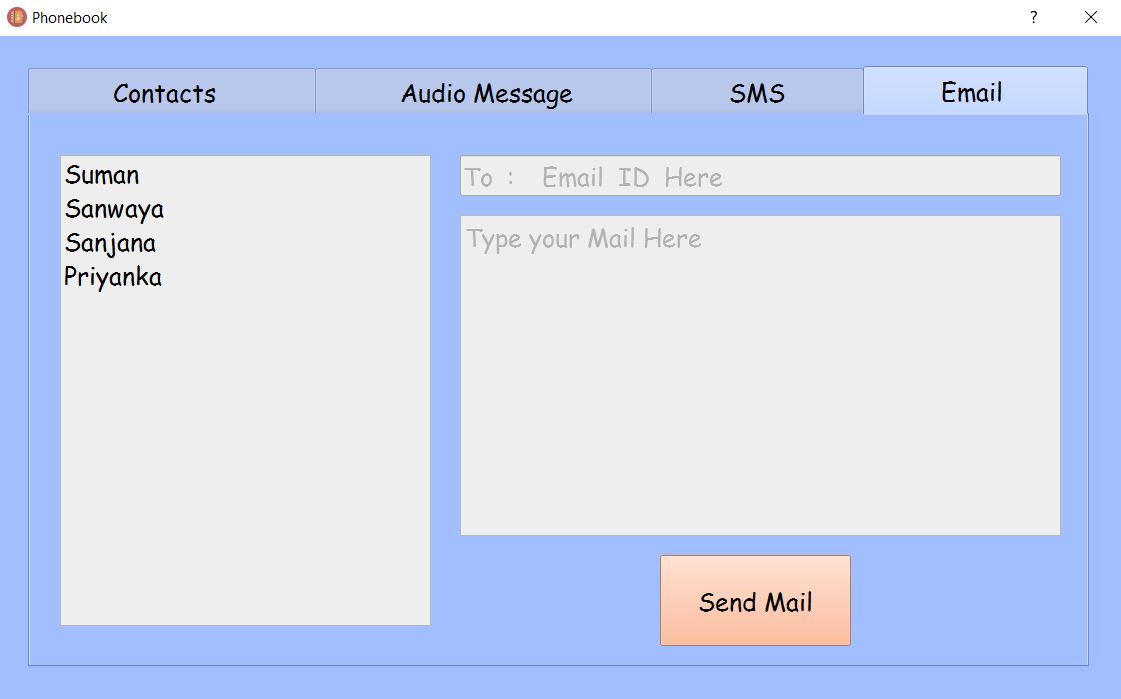 Phonebook
?
Contacts
Audio Message
SMS
Email
Suman
Sanwaya
Sanjana
Priyanka
To : Email ID Here
Type your Mail Here
Send Mail